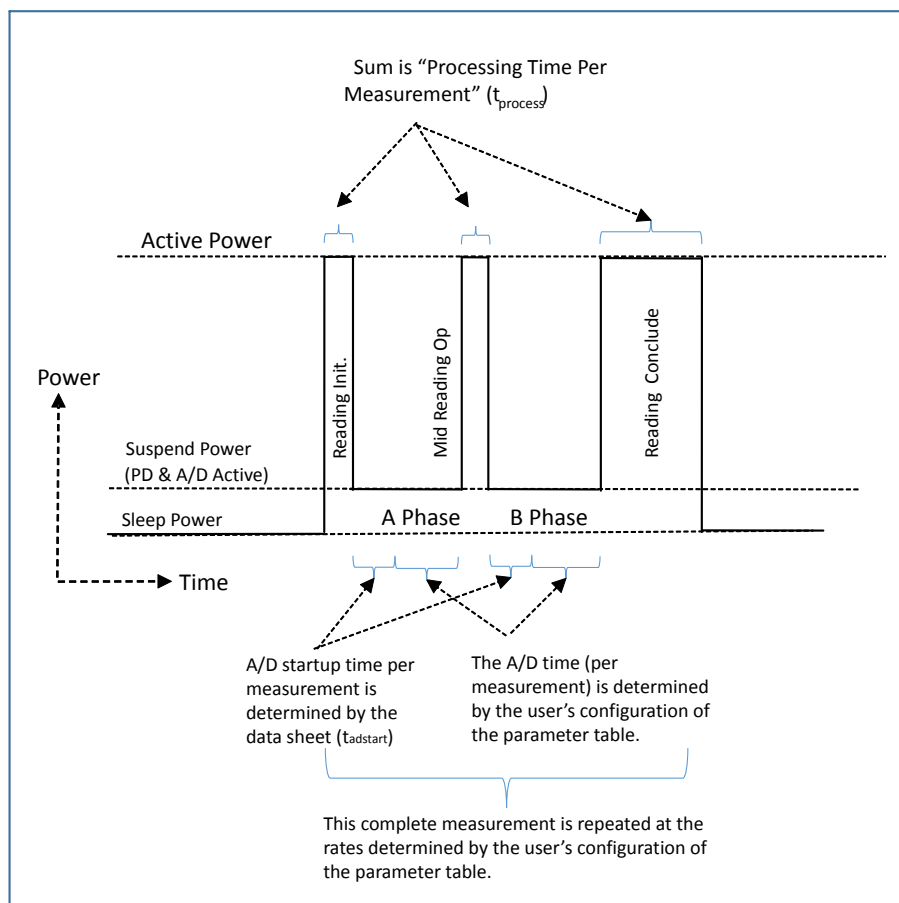 Sum is “Processing Time Per
Measurement” (tprocess)
Active Power
Reading Init.
Mid Reading Op
Reading Conclude
Power
Suspend Power
(PD & A/D Active)
Sleep Power
A Phase
B Phase
Time
A/D startup time per
measurement is
determined by the
data sheet (tadstart)
The A/D time (per
measurement) is determined
by the user’s configuration of
the parameter table.
This complete measurement is repeated at the
rates determined by the user’s configuration of
the parameter table.